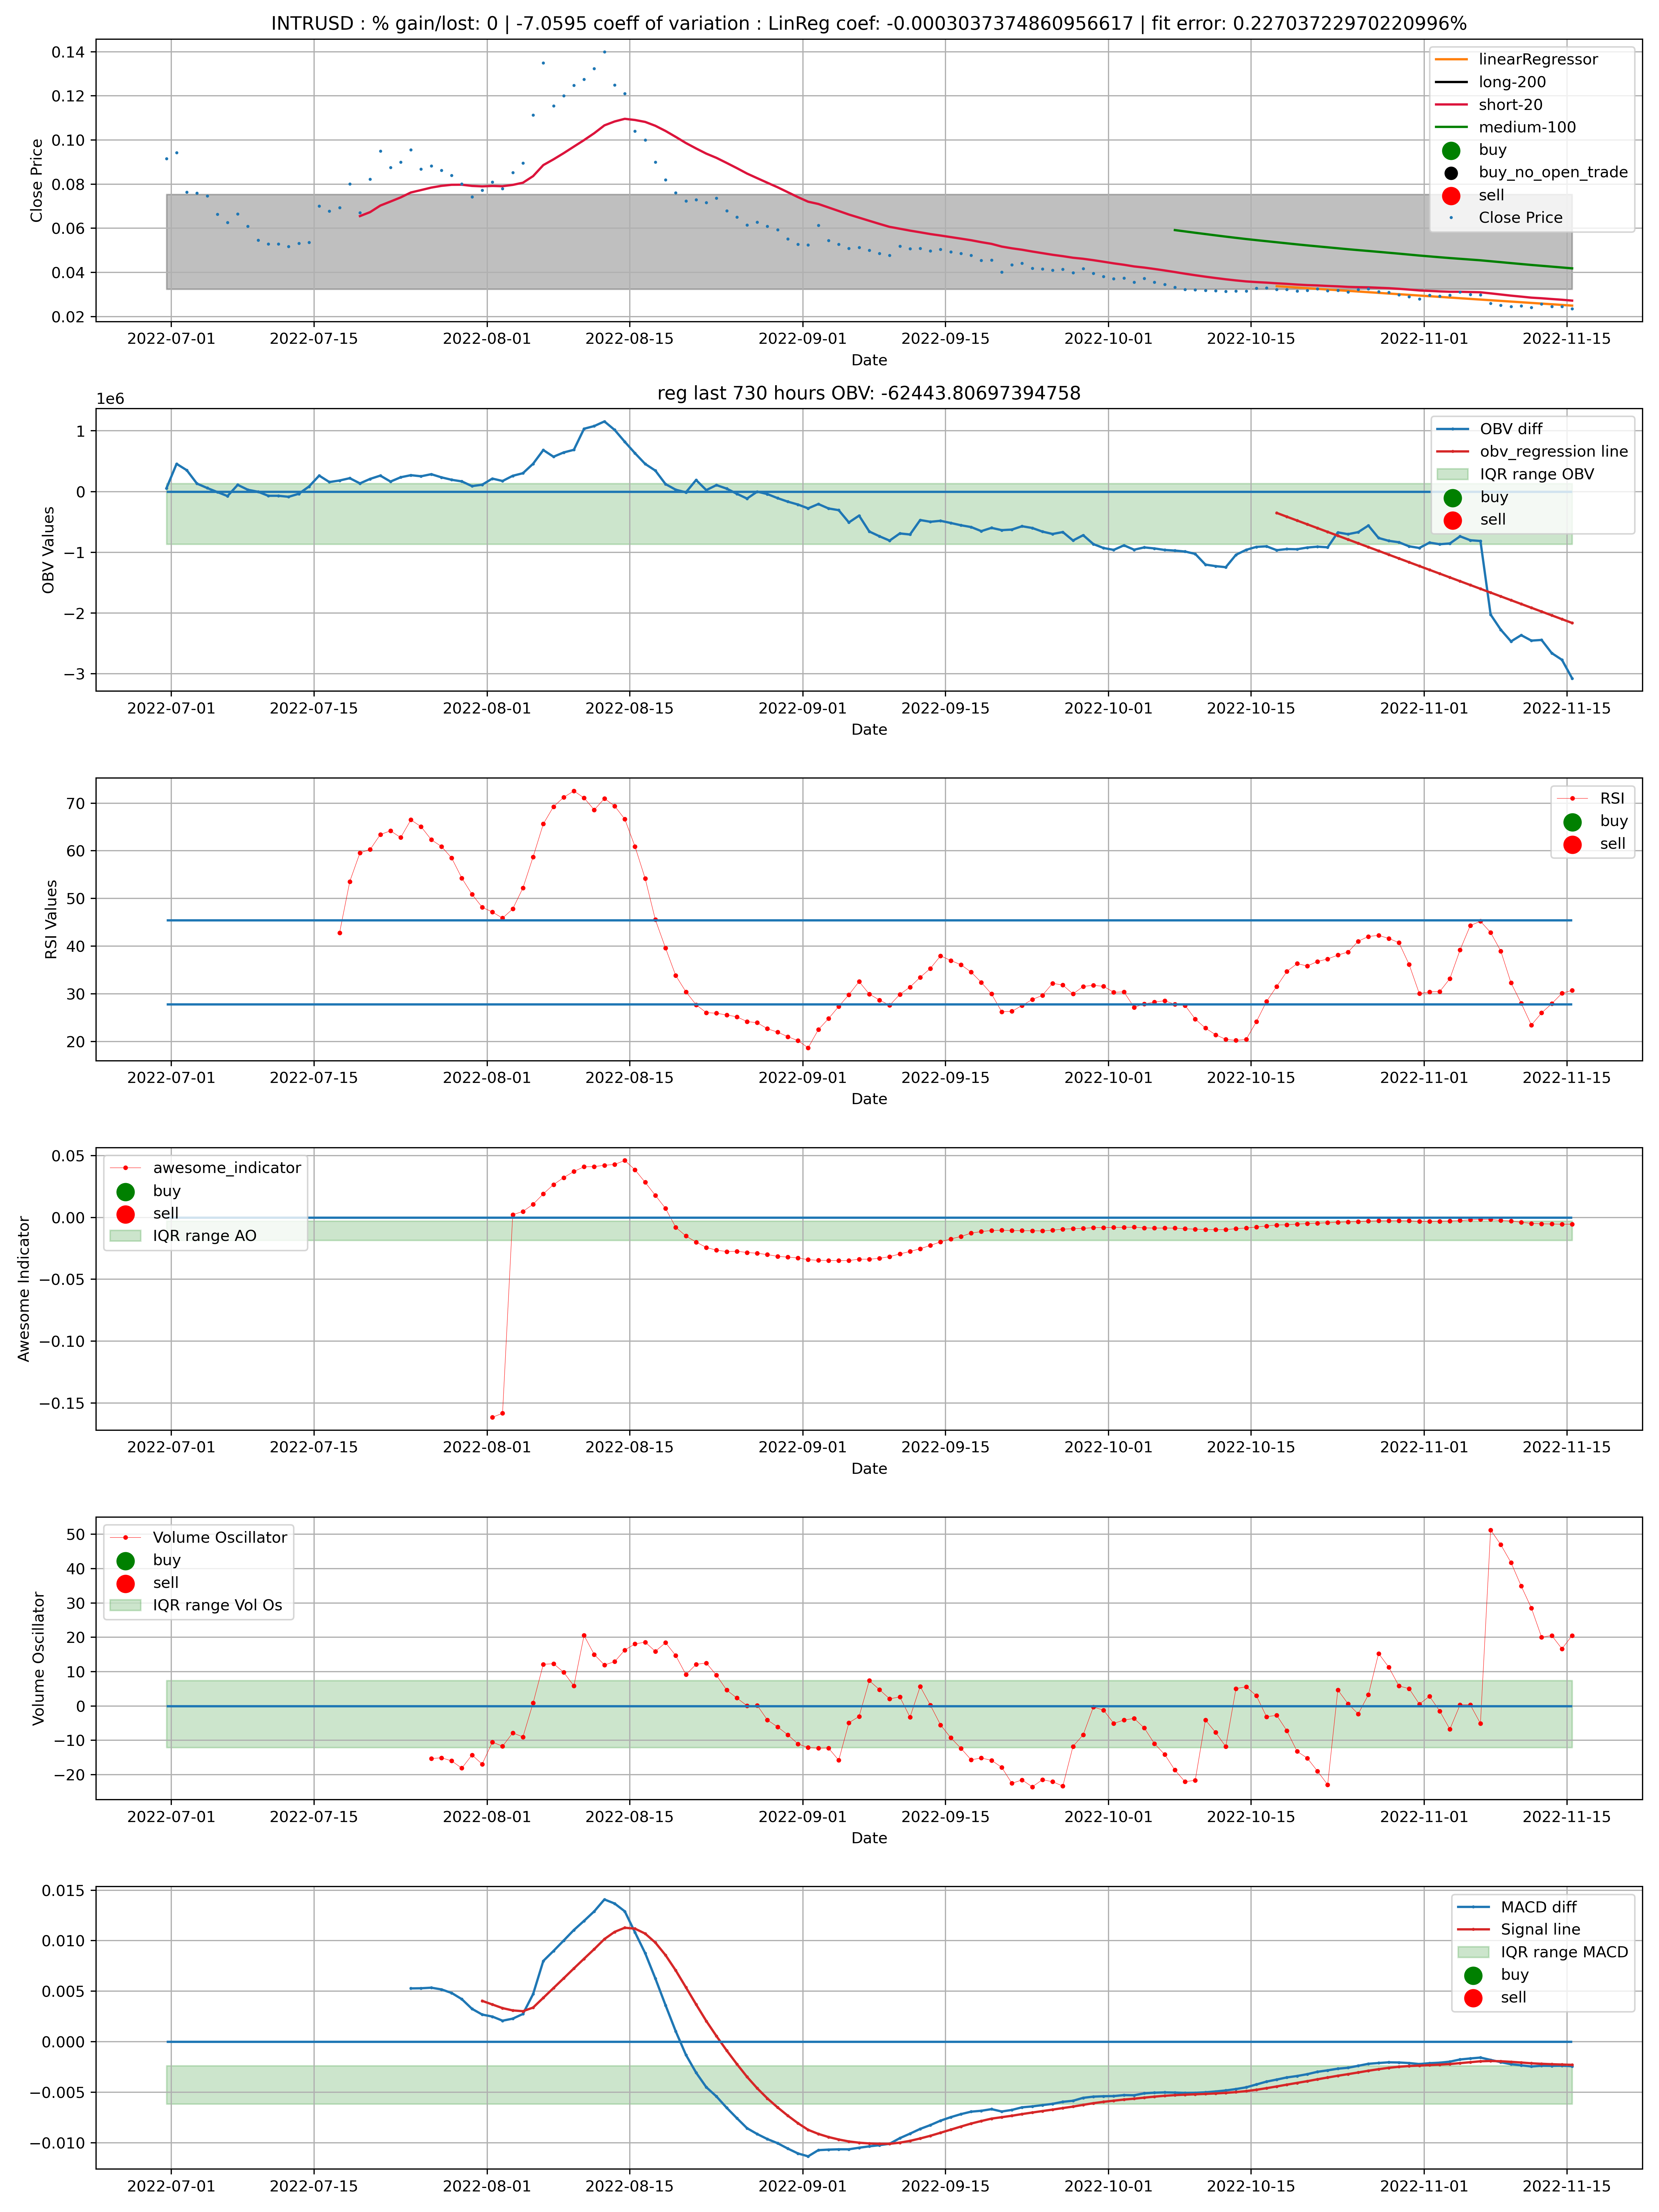 INTRUSD : % gain/lost: 0 | -7.0595 coeff of variation : LinReg coef: -0.0003037374860956617 | fit error: 0.22703722970220996%
0.14
0.12
0.10
0.08
0.06
0.04
0.02
Close Price
linearRegressor
long-200
short-20
medium-100
buy
buy_no_open_trade
sell
Close Price
2022-07-01 2022-07-15 2022-08-01 2022-08-15 2022-09-01 2022-09-15 2022-10-01 2022-10-15 2022-11-01 2022-11-15
Date
reg last 730 hours OBV: -62443.80697394758
1e6
1
0
−1
−2
−3
OBV Values
OBV diff
obv_regression line
IQR range OBV
buy
sell
2022-07-01 2022-07-15 2022-08-01 2022-08-15 2022-09-01 2022-09-15 2022-10-01 2022-10-15 2022-11-01 2022-11-15
Date
70
60
50
40
30
20
RSI Values
RSI
buy
sell
2022-07-01 2022-07-15 2022-08-01 2022-08-15 2022-09-01 2022-09-15 2022-10-01 2022-10-15 2022-11-01 2022-11-15
Date
0.05
0.00
−0.05
−0.10
−0.15
Awesome Indicator
awesome_indicator
buy
sell
IQR range AO
2022-07-01 2022-07-15 2022-08-01 2022-08-15 2022-09-01 2022-09-15 2022-10-01 2022-10-15 2022-11-01 2022-11-15
Date
50
40
30
20
10
0
−10
−20
Volume Oscillator
Volume Oscillator
buy
sell
IQR range Vol Os
2022-07-01 2022-07-15 2022-08-01 2022-08-15 2022-09-01 2022-09-15 2022-10-01 2022-10-15 2022-11-01 2022-11-15
Date
0.015
0.010
0.005
0.000
−0.005
−0.010
MACD diff
Signal line
IQR range MACD
buy
sell
2022-07-01 2022-07-15 2022-08-01 2022-08-15 2022-09-01 2022-09-15 2022-10-01 2022-10-15 2022-11-01 2022-11-15